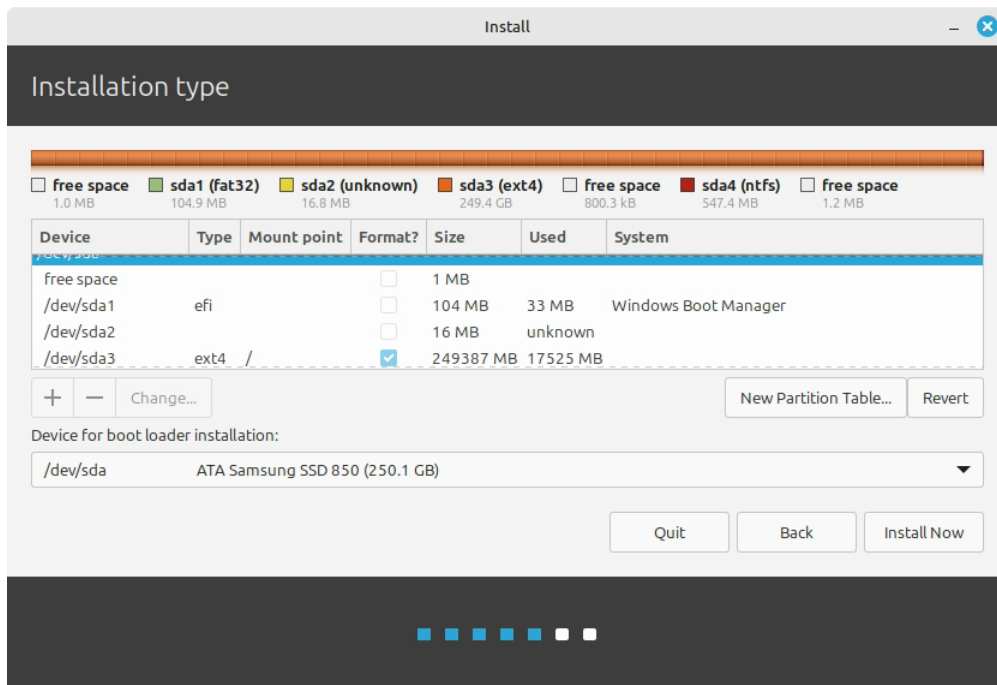 Install
Installation type
free space sda1 (fat32) sda2 (unknown) sda3 (ext4) free space sda4 (ntfs) free space
1.0 MB 104.9 MB 16.8 MB 249.4 GB 800.3 kB 547.4 MB 1.2 MB
Device Type Mount point Format? Size Used System
/dev/sda
free space 1 MB
/dev/sda1 efi 104 MB 33 MB Windows Boot Manager
/dev/sda2 16 MB unknown
/dev/sda3 ext4 / 249387 MB 17525 MB
+ − Change... New Partition Table... Revert
Device for boot loader installation:
/dev/sda ATA Samsung SSD 850 (250.1 GB)
Quit Back Install Now